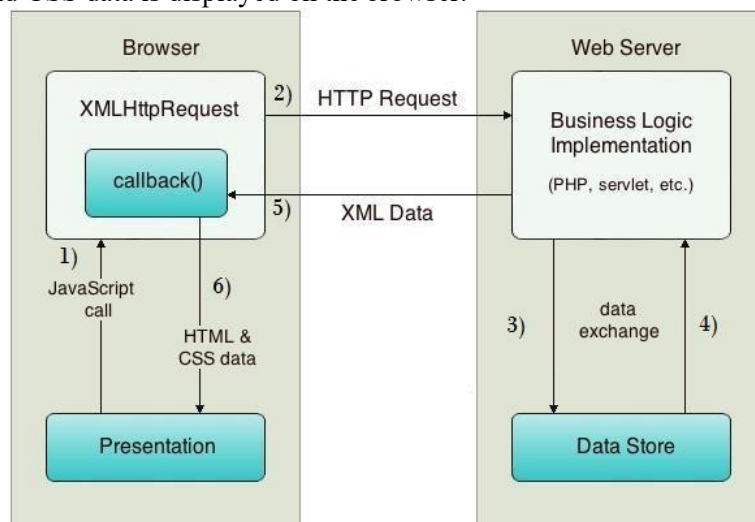 and CSS data is displayed on the browser.
Browser
Web Server
XMLHttpRequest
2)
HTTP Request
Business Logic
Implementation
(PHP, servlet, etc.)
callback()
5)
XML Data
1)
JavaScript
call
6)
HTML &
CSS data
3)
data
exchange
4)
Presentation
Data Store